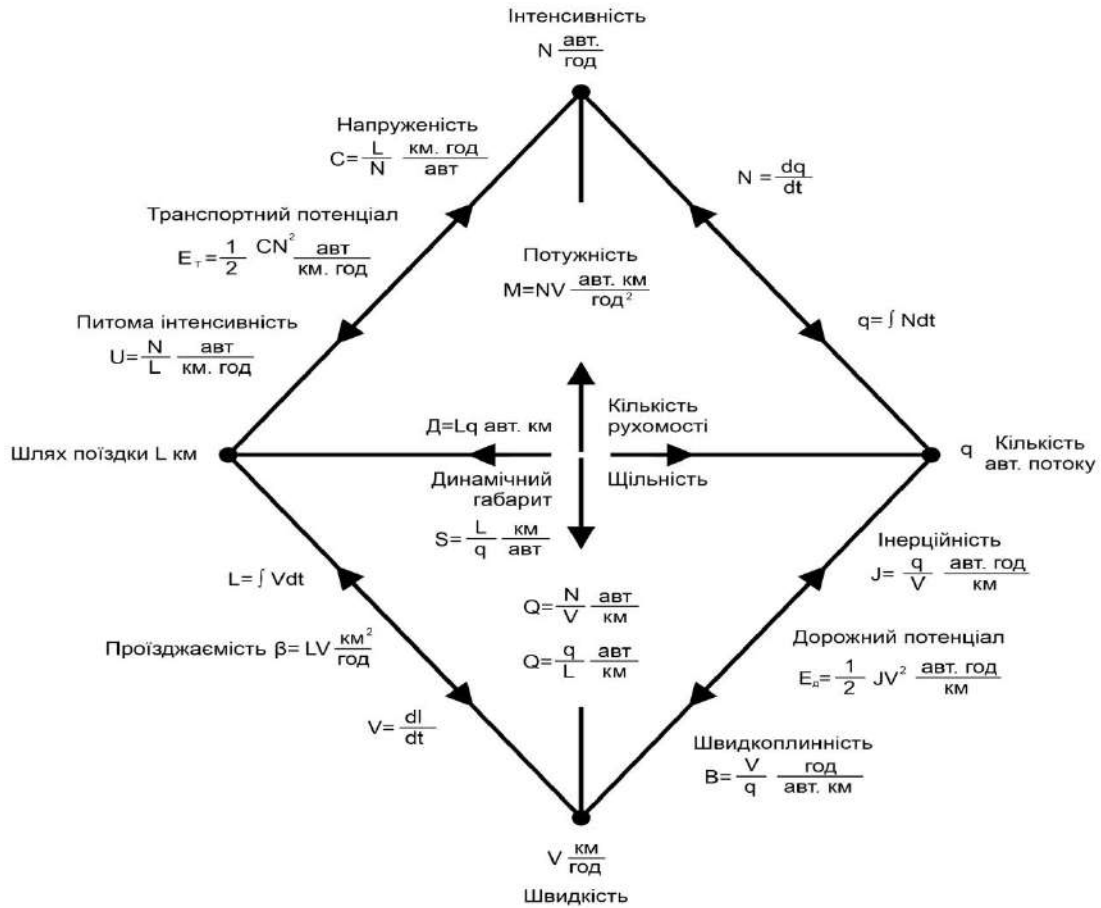 Інтенсивність
N авт. / год
Напруженість
C= L / N км. год / авт
N = dq / dt
Транспортний потенціал
Eт= 1 / 2 CN² авт / км. год
Потужність
M=NV авт. км / год²
Питома інтенсивність
U= N / L авт / км. год
q= ∫ Ndt
Д=Lq авт. км
Кількість
рухомості
Шлях поїздки L км
q Кількість
авт. потоку
Динамічний
габарит
Щільність
S= L / q км / авт
Інерційність
J= q / V авт. год / км
L= ∫ Vdt
Q= N / V авт / км
Проїзджаємість β= LV км² / год
Q= q / L авт / км
Дорожний потенціал
Eд= 1 / 2 JV² авт. год / км
V= dl / dt
Швидкоплинність
B= V / q год / авт. км
V км / год
Швидкість